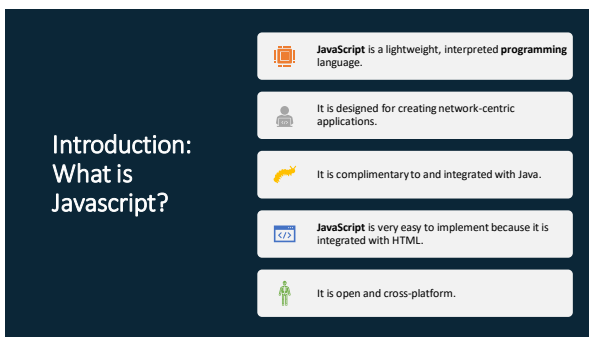 Introduction:
What is
Javascript?
JavaScript is a lightweight, interpreted programming
language.
It is designed for creating network-centric
applications.
It is complimentary to and integrated with Java.
JavaScript is very easy to implement because it is
integrated with HTML.
It is open and cross-platform.